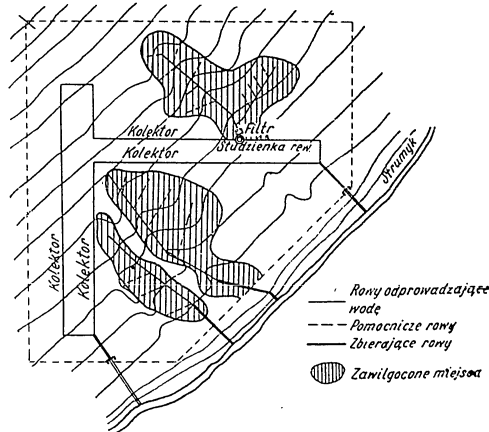 Kolektor
Filtr
Kolektor
Studzienka rew.
Strumyk
Kolektor
Kolektor
Rowy odprowadzające
wodę
Pomocnicze rowy
Zbierające rowy
Zawilgocone miejsca